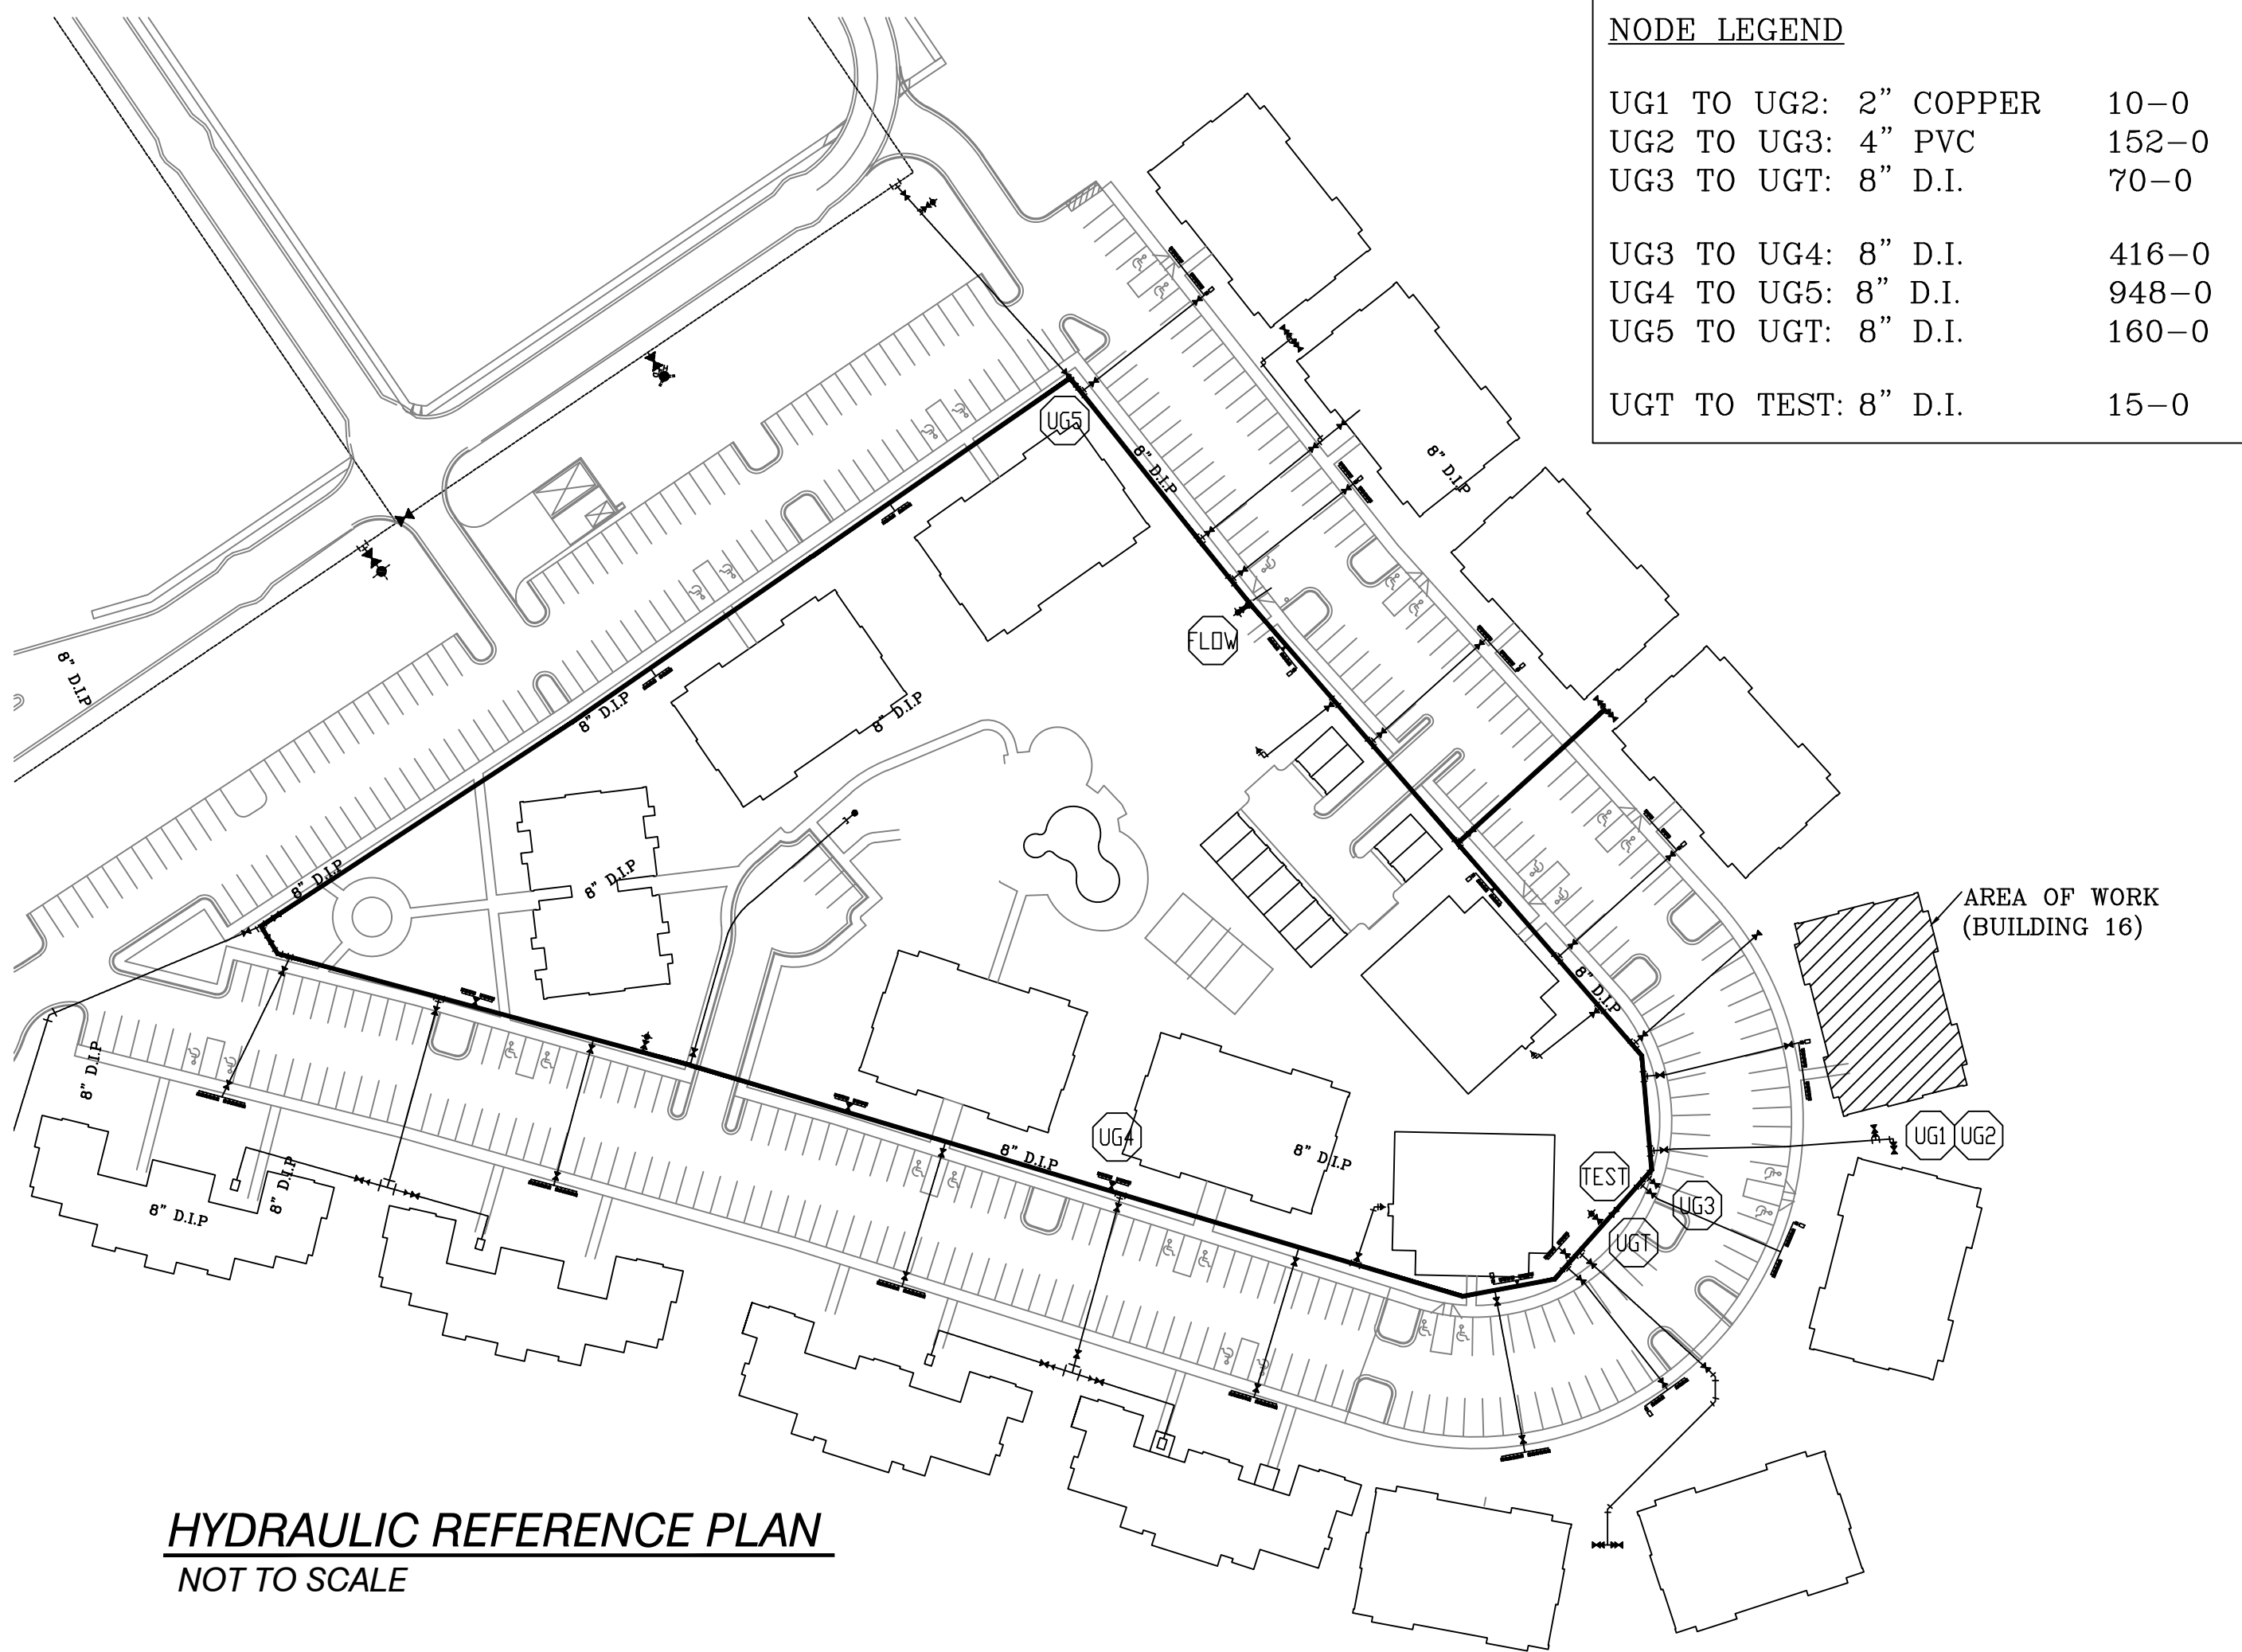 NODE LEGEND
UG1 TO UG2: 2" COPPER 10-0
UG2 TO UG3: 4" PVC 152-0
UG3 TO UGT: 8" D.I. 70-0
UG3 TO UG4: 8" D.I. 416-0
UG4 TO UG5: 8" D.I. 948-0
UG5 TO UGT: 8" D.I. 160-0
UGT TO TEST: 8" D.I. 15-0
UG5
8" D.I.P
8" D.I.P
FLOW
8" D.I.P
8" D.I.P
8" D.I.P
8" D.I.P
8" D.I.P
AREA OF WORK
(BUILDING 16)
8" D.I.P
8" D.I.P
UG4
UG1
UG2
8" D.I.P
8" D.I.P
TEST
UG3
8" D.I.P
8" D.I.P
UGT
HYDRAULIC REFERENCE PLAN
NOT TO SCALE